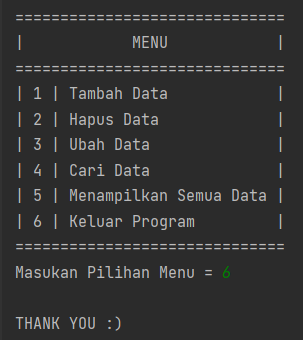 ==============================
|            MENU            |
==============================
| 1 | Tambah Data            |
| 2 | Hapus Data             |
| 3 | Ubah Data              |
| 4 | Cari Data              |
| 5 | Menampilkan Semua Data |
| 6 | Keluar Program         |
==============================
Masukan Pilihan Menu = 6
THANK YOU :)